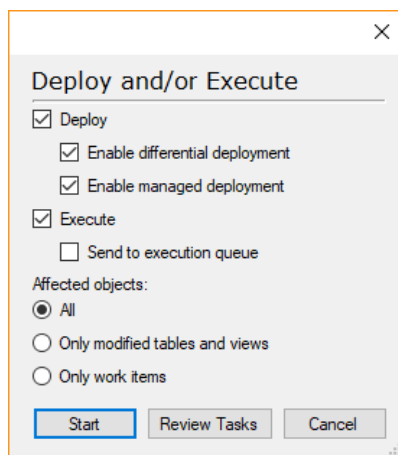 Deploy and/or Execute
Deploy
Enable differential deployment
Enable managed deployment
Execute
Send to execution queue
Affected objects:
All
Only modified tables and views
Only work items
Start Review Tasks Cancel